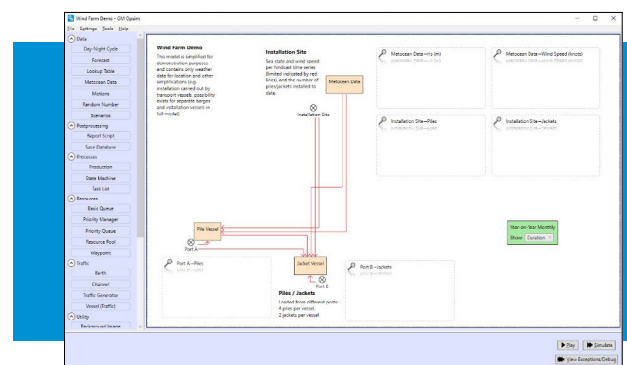 Wind Farm Demo - GM Opsim
File Settings Tools Help
Data
Day-Night Cycle
Forecast
Lookup Table
Metocean Data
Motions
Random Number
Scenarios
Postprocessing
Report Script
Save Database
Processes
Production
State Machine
Task List
Resources
Basic Queue
Priority Manager
Priority Queue
Resource Pool
Waypoint
Traffic
Berth
Channel
Traffic Generator
Vessel (Traffic)
Utility
Background Image
Wind Farm Demo
This model is simplified for
demonstration purposes
and contains only weather
data for location and other
simplifications (e.g.
installation carried out by
transport vessels, possibility
exists for separate barges
and installation vessels in
full model)
Installation Site
Sea state and wind speed
per hindcast time series
(limited indicated by red
lines), and the number of
piles/jackets installed to
date.
Metocean Data
Installation Site
Metocean Data—Hs (m)
Metocean Data—Wind Speed (knots)
Installation Site—Piles
Installation Site—Jackets
Year-on-Year Monthly
Show Duration
Pile Vessel
Port A
Jacket Vessel
Port B
Port A—Piles
Port B—Jackets
Piles / Jackets
Loaded from different ports:
4 piles per vessel,
2 jackets per vessel
Play
Simulate
View Exceptions/Debug